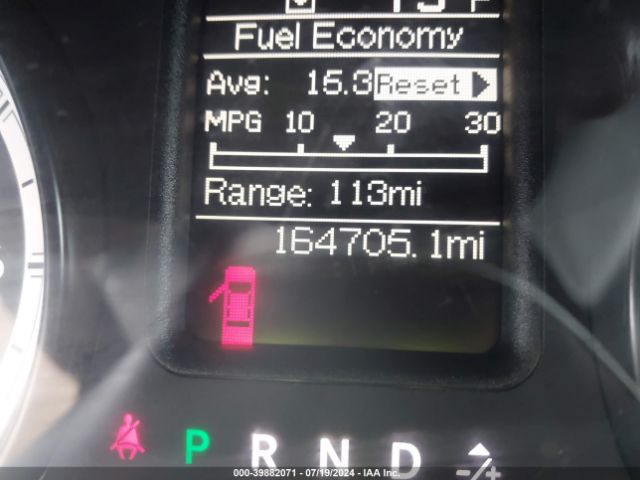 Fuel Economy
Avg: 15.3 Reset
MPG 10 20 30
Range: 113mi
164705.1mi
P R N D -/+
000-39882071 - 07/19/2024 - IAA Inc.